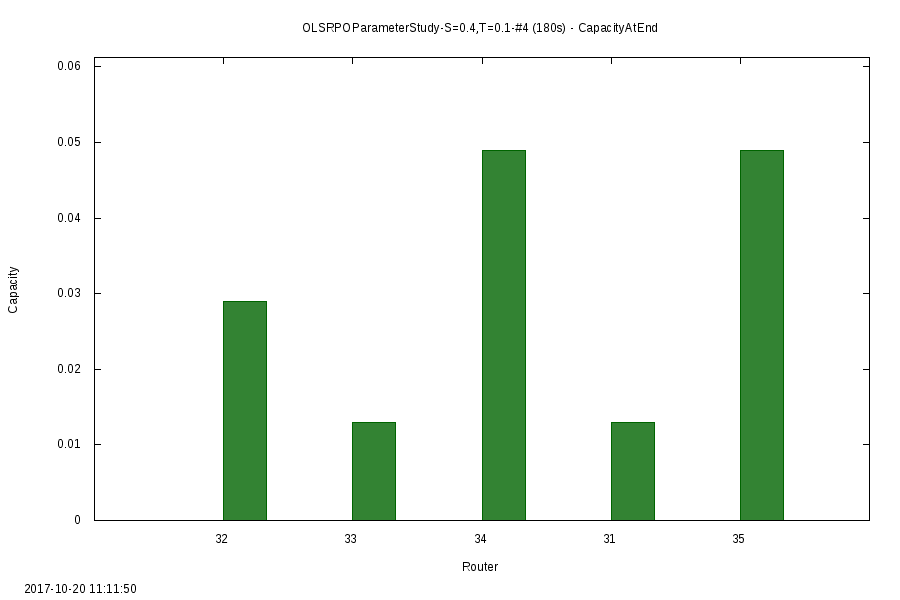 OLSRPOParameterStudy-S=0.4,T=0.1-#4 (180s) - CapacityAtEnd
0.06
0.05
0.04
0.03
0.02
0.01
0
Capacity
32 33 34 31 35
Router
2017-10-20 11:11:50